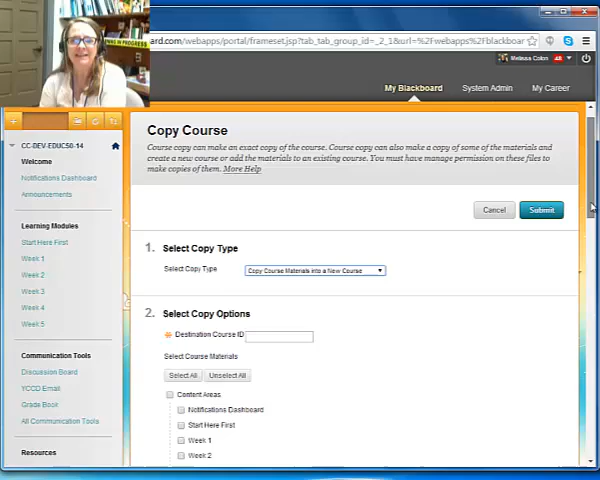 ard.com/webapps/portal/frameset.jsp?tab_tab_group_id=_2_1&url=%2Fwebapps%2Fblackboar
Melissa Colon 48
My Blackboard System Admin My Career
CC-DEV-EDUC50-14
Welcome
Notifications Dashboard
Announcements
Learning Modules
Start Here First
Week 1
Week 2
Week 3
Week 4
Week 5
Communication Tools
Discussion Board
YCCD Email
Grade Book
All Communication Tools
Resources
Copy Course
Course copy can make an exact copy of the course. Course copy can also make a copy of some of the materials and
create a new course or add the materials to an existing course. You must have manage permission on these files to
make copies of them. More Help
Cancel Submit
1. Select Copy Type
Select Copy Type Copy Course Materials into a New Course
2. Select Copy Options
Destination Course ID
Select Course Materials
Select All Unselect All
Content Areas
Notifications Dashboard
Start Here First
Week 1
Week 2